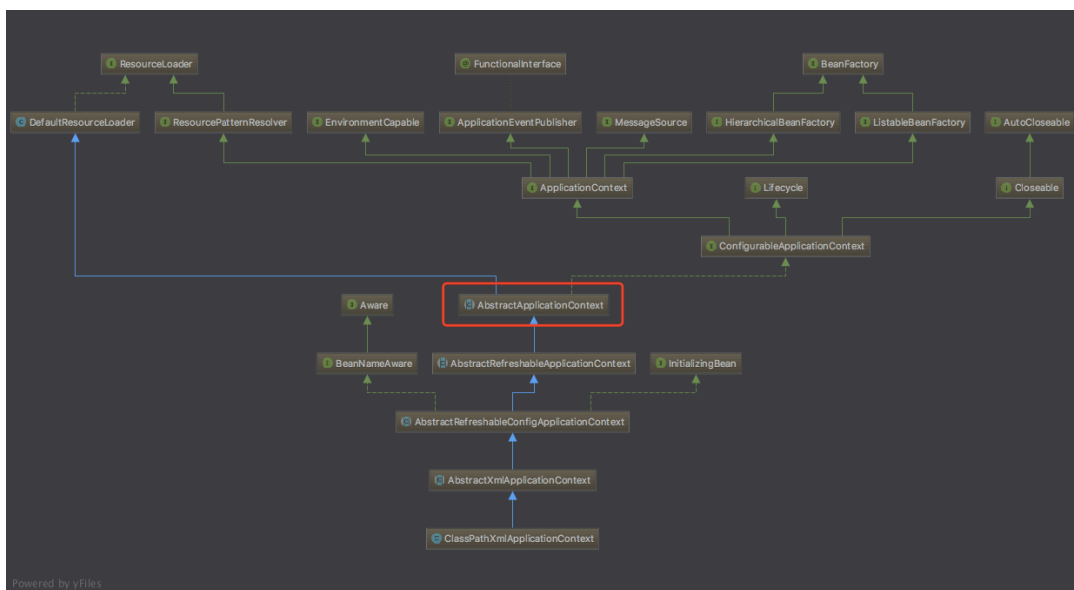 ResourceLoader
FunctionalInterface
BeanFactory
DefaultResourceLoader
ResourcePatternResolver
EnvironmentCapable
ApplicationEventPublisher
MessageSource
HierarchicalBeanFactory
ListableBeanFactory
AutoCloseable
ApplicationContext
Lifecycle
Closeable
ConfigurableApplicationContext
Aware
AbstractApplicationContext
BeanNameAware
AbstractRefreshableApplicationContext
InitializingBean
AbstractRefreshableConfigApplicationContext
AbstractXmlApplicationContext
ClassPathXmlApplicationContext
Powered by yFiles